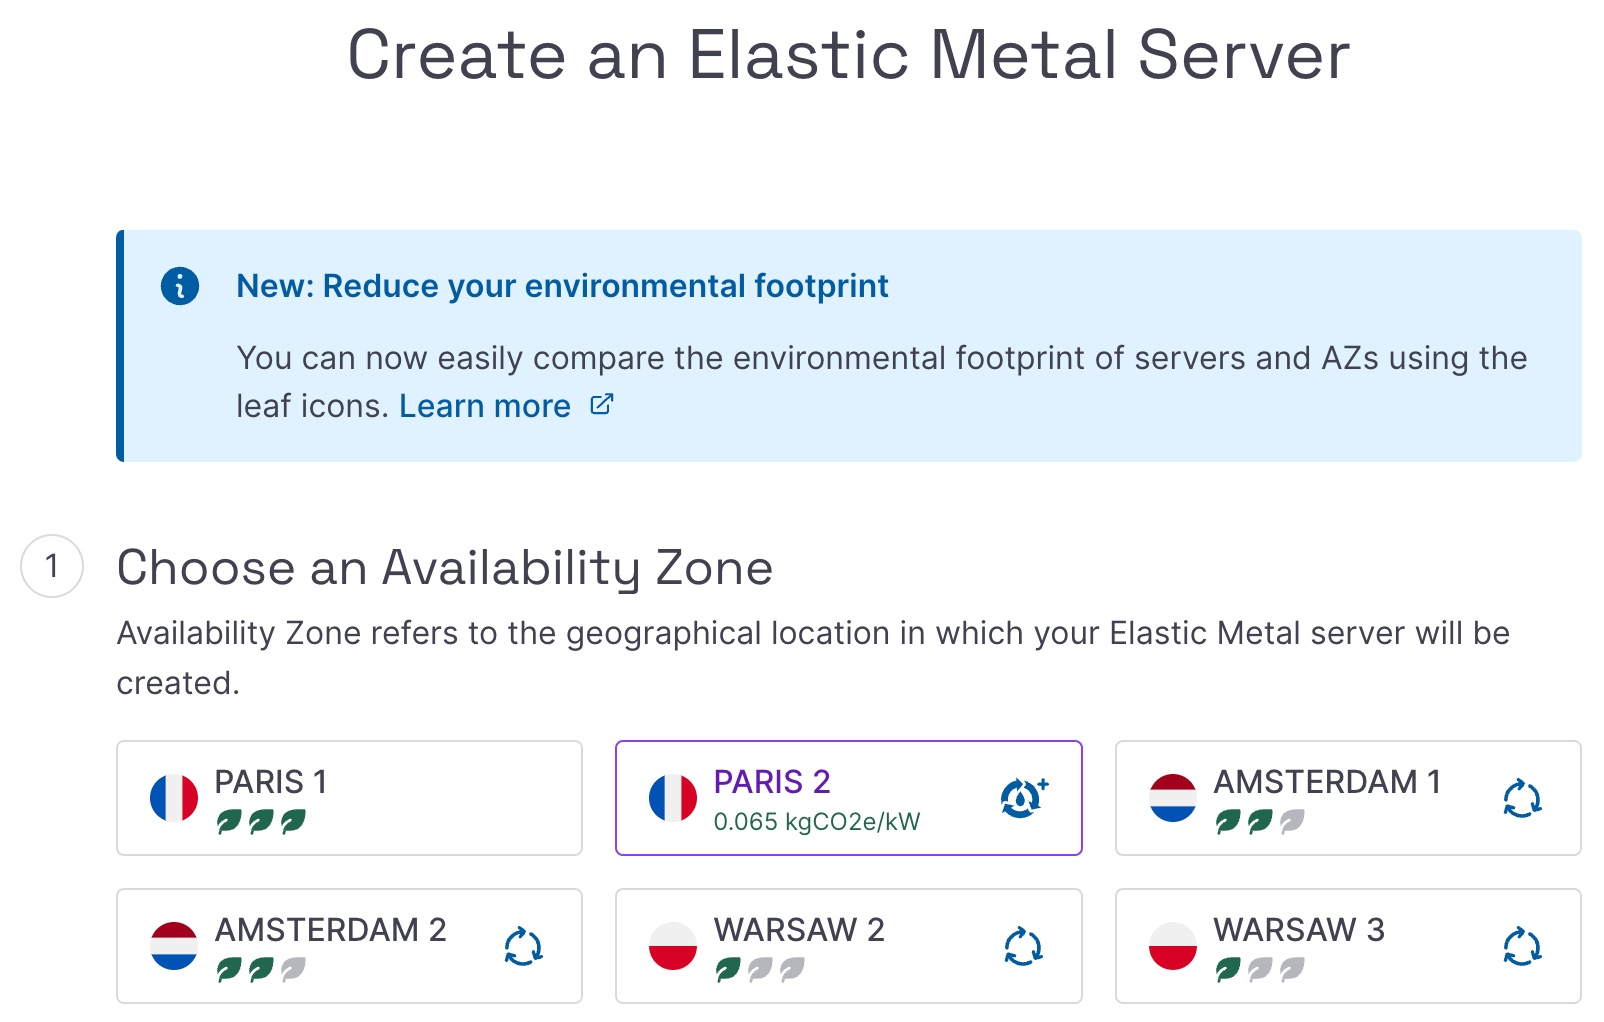 Create an Elastic Metal Server
New: Reduce your environmental footprint
You can now easily compare the environmental footprint of servers and AZs using the
leaf icons. Learn more
1
Choose an Availability Zone
Availability Zone refers to the geographical location in which your Elastic Metal server will be
created.
PARIS 1
PARIS 2
0.065 kgCO2e/kW
AMSTERDAM 1
AMSTERDAM 2
WARSAW 2
WARSAW 3